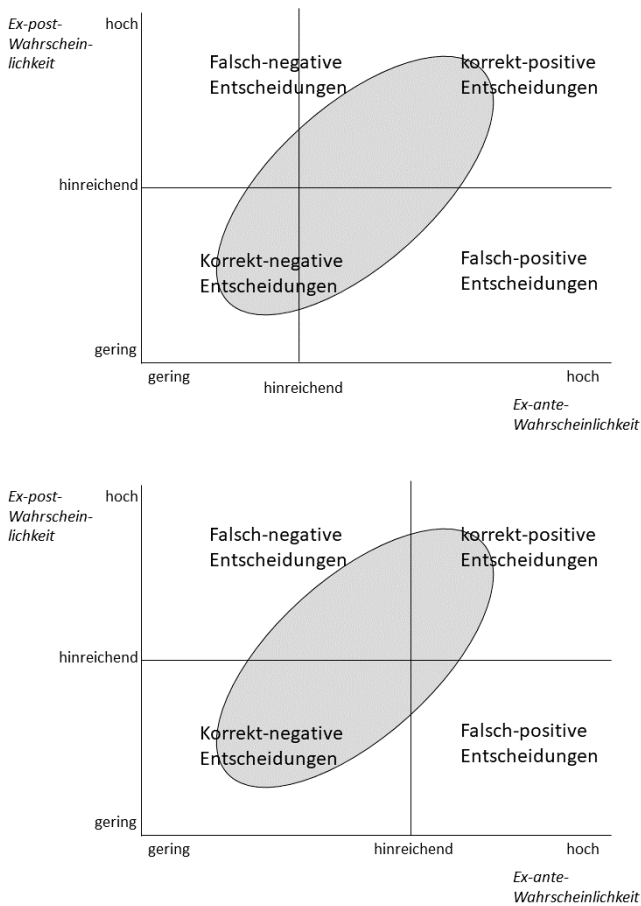 Ex-post-
Wahrschein-
lichkeit
hoch
Falsch-negative
Entscheidungen
korrekt-positive
Entscheidungen
hinreichend
Korrekt-negative
Entscheidungen
Falsch-positive
Entscheidungen
gering
gering
hinreichend
hoch
Ex-ante-
Wahrscheinlichkeit
Ex-post-
Wahrschein-
lichkeit
hoch
Falsch-negative
Entscheidungen
korrekt-positive
Entscheidungen
hinreichend
Korrekt-negative
Entscheidungen
Falsch-positive
Entscheidungen
gering
gering
hinreichend
hoch
Ex-ante-
Wahrscheinlichkeit